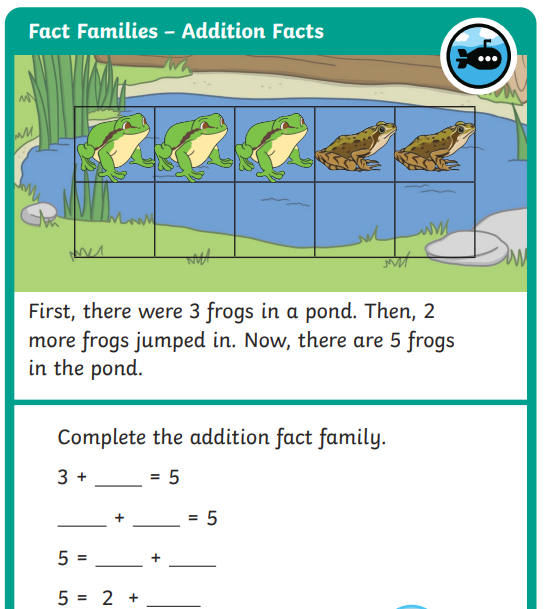 Fact Families – Addition Facts
First, there were 3 frogs in a pond. Then, 2
more frogs jumped in. Now, there are 5 frogs
in the pond.
Complete the addition fact family.
3 + _____ = 5
_____ + _____ = 5
5 = _____ + _____
5 = 2 + _____